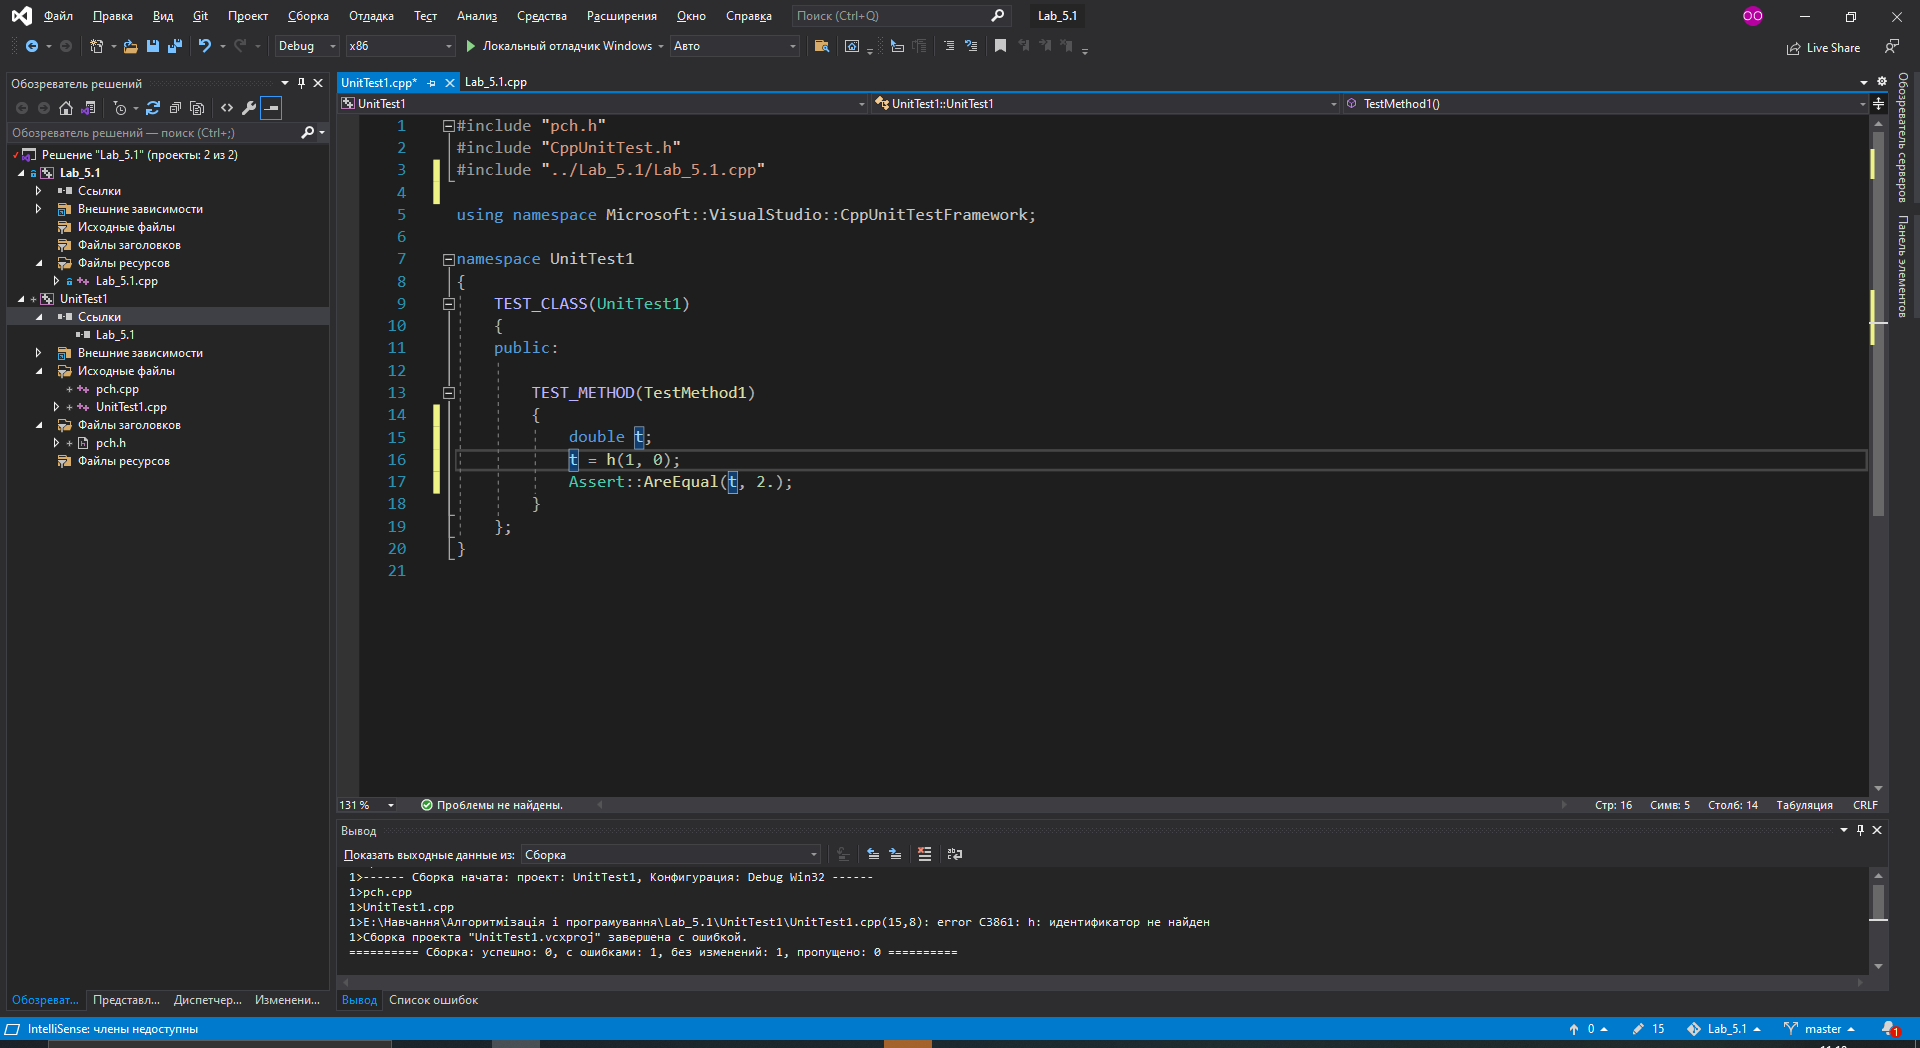 Файл Правка Вид Git Проект Сборка Отладка Тест Анализ Средства Расширения Окно Справка Поиск (Ctrl+Q) Lab_5.1 OO
Debug x86 Локальный отладчик Windows Авто Live Share
Обозреватель решений
Обозреватель решений — поиск (Ctrl+;)
Решение "Lab_5.1" (проекты: 2 из 2)
Lab_5.1
Ссылки
Внешние зависимости
Исходные файлы
Файлы заголовков
Файлы ресурсов
Lab_5.1.cpp
UnitTest1
Ссылки
Lab_5.1
Внешние зависимости
Исходные файлы
pch.cpp
UnitTest1.cpp
Файлы заголовков
pch.h
Файлы ресурсов
Обозреват... Представл... Диспетчер... Изменени...
UnitTest1.cpp* Lab_5.1.cpp
UnitTest1 UnitTest1::UnitTest1 TestMethod1()
1 #include "pch.h"
2 #include "CppUnitTest.h"
3 #include "../Lab_5.1/Lab_5.1.cpp"
4
5 using namespace Microsoft::VisualStudio::CppUnitTestFramework;
6
7 namespace UnitTest1
8 {
9 TEST_CLASS(UnitTest1)
10 {
11 public:
12
13 TEST_METHOD(TestMethod1)
14 {
15 double t;
16 t = h(1, 0);
17 Assert::AreEqual(t, 2.);
18 }
19 };
20 }
21
131 % Проблемы не найдены. Стр: 16 Симв: 5 Столб: 14 Табуляция CRLF
Вывод
Показать выходные данные из: Сборка
1>------ Сборка начата: проект: UnitTest1, Конфигурация: Debug Win32 ------
1>pch.cpp
1>UnitTest1.cpp
1>E:\Навчання\Алгоритмізація і програмування\Lab_5.1\UnitTest1\UnitTest1.cpp(15,8): error C3861: h: идентификатор не найден
1>Сборка проекта "UnitTest1.vcxproj" завершена с ошибкой.
========== Сборка: успешно: 0, с ошибками: 1, без изменений: 1, пропущено: 0 ==========
Вывод Список ошибок
Обозреватель серверов
Панель элементов
IntelliSense: члены недоступны 0 15 Lab_5.1 master 1